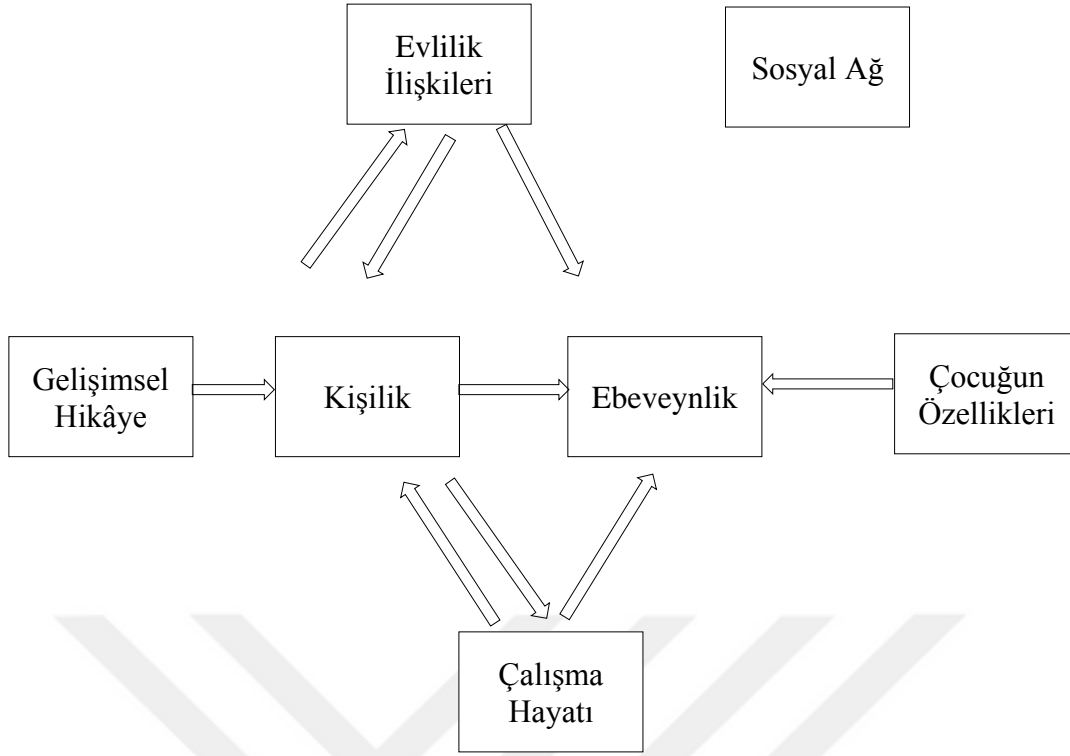 Evlilik
İlişkileri
Sosyal Ağ
Gelişimsel
Hikâye
Kişilik
Ebeveynlik
Çocuğun
Özellikleri
Çalışma
Hayatı